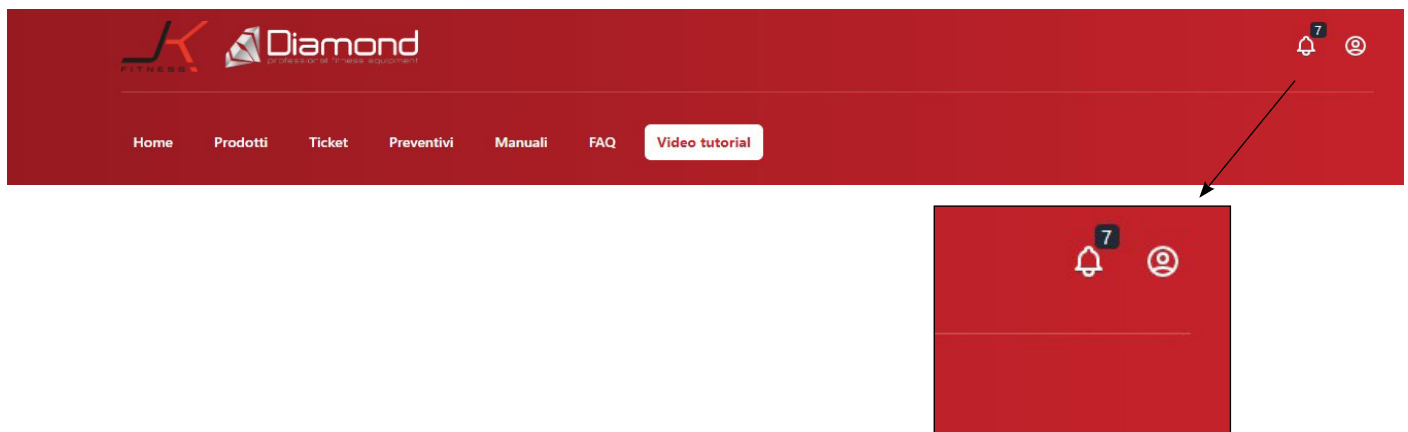 JK
FITNESS
Diamond
professional fitness equipment
7
Home Prodotti Ticket Preventivi Manuali FAQ Video tutorial
7